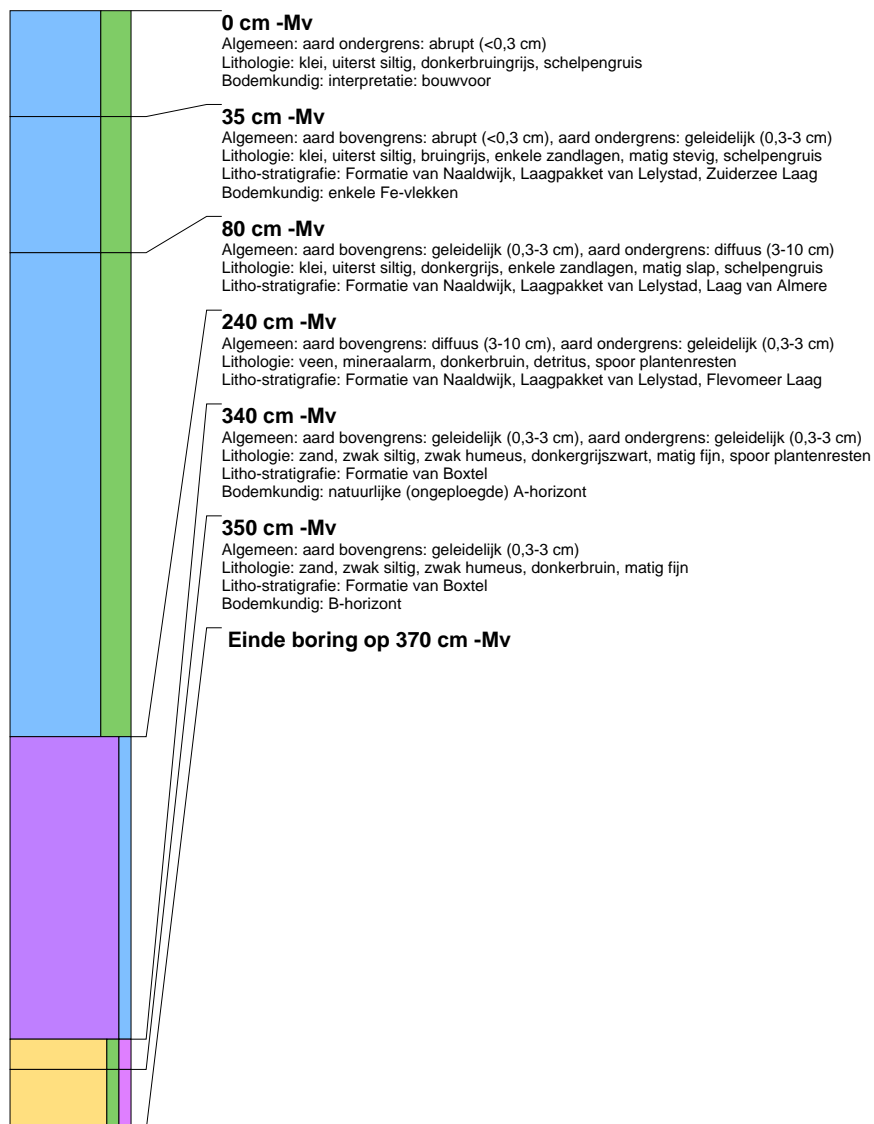 0 cm -Mv
Algemeen: aard ondergrens: abrupt (<0,3 cm)
Lithologie: klei, uiterst siltig, donkerbruingrijs, schelpengruis
Bodemkundig: interpretatie: bouwvoor
35 cm -Mv
Algemeen: aard bovengrens: abrupt (<0,3 cm), aard ondergrens: geleidelijk (0,3-3 cm)
Lithologie: klei, uiterst siltig, bruingrijs, enkele zandlagen, matig stevig, schelpengruis
Litho-stratigrafie: Formatie van Naaldwijk, Laagpakket van Lelystad, Zuiderzee Laag
Bodemkundig: enkele Fe-vlekken
80 cm -Mv
Algemeen: aard bovengrens: geleidelijk (0,3-3 cm), aard ondergrens: diffuus (3-10 cm)
Lithologie: klei, uiterst siltig, donkergrijs, enkele zandlagen, matig slap, schelpengruis
Litho-stratigrafie: Formatie van Naaldwijk, Laagpakket van Lelystad, Laag van Almere
240 cm -Mv
Algemeen: aard bovengrens: diffuus (3-10 cm), aard ondergrens: geleidelijk (0,3-3 cm)
Lithologie: veen, mineraalarm, donkerbruin, detritus, spoor plantenresten
Litho-stratigrafie: Formatie van Naaldwijk, Laagpakket van Lelystad, Flevomeer Laag
340 cm -Mv
Algemeen: aard bovengrens: geleidelijk (0,3-3 cm), aard ondergrens: geleidelijk (0,3-3 cm)
Lithologie: zand, zwak siltig, zwak humeus, donkergrijszwart, matig fijn, spoor plantenresten
Litho-stratigrafie: Formatie van Boxtel
Bodemkundig: natuurlijke (ongeploegde) A-horizont
350 cm -Mv
Algemeen: aard bovengrens: geleidelijk (0,3-3 cm)
Lithologie: zand, zwak siltig, zwak humeus, donkerbruin, matig fijn
Litho-stratigrafie: Formatie van Boxtel
Bodemkundig: B-horizont
Einde boring op 370 cm -Mv